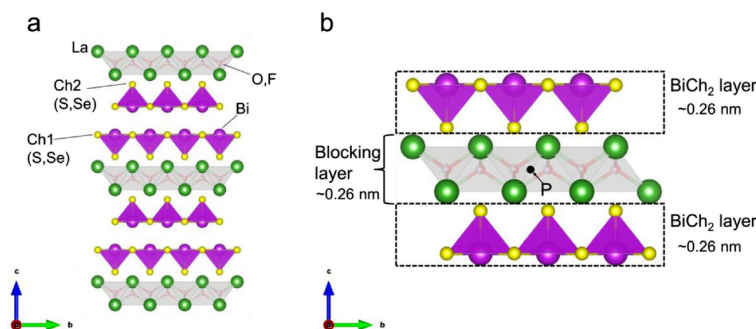 a
b
La
Ch2
(S,Se)
O,F
Bi
Ch1
(S,Se)
c
b
BiCh₂ layer
~0.26 nm
Blocking
layer
~0.26 nm
P
BiCh₂ layer
~0.26 nm
c
b